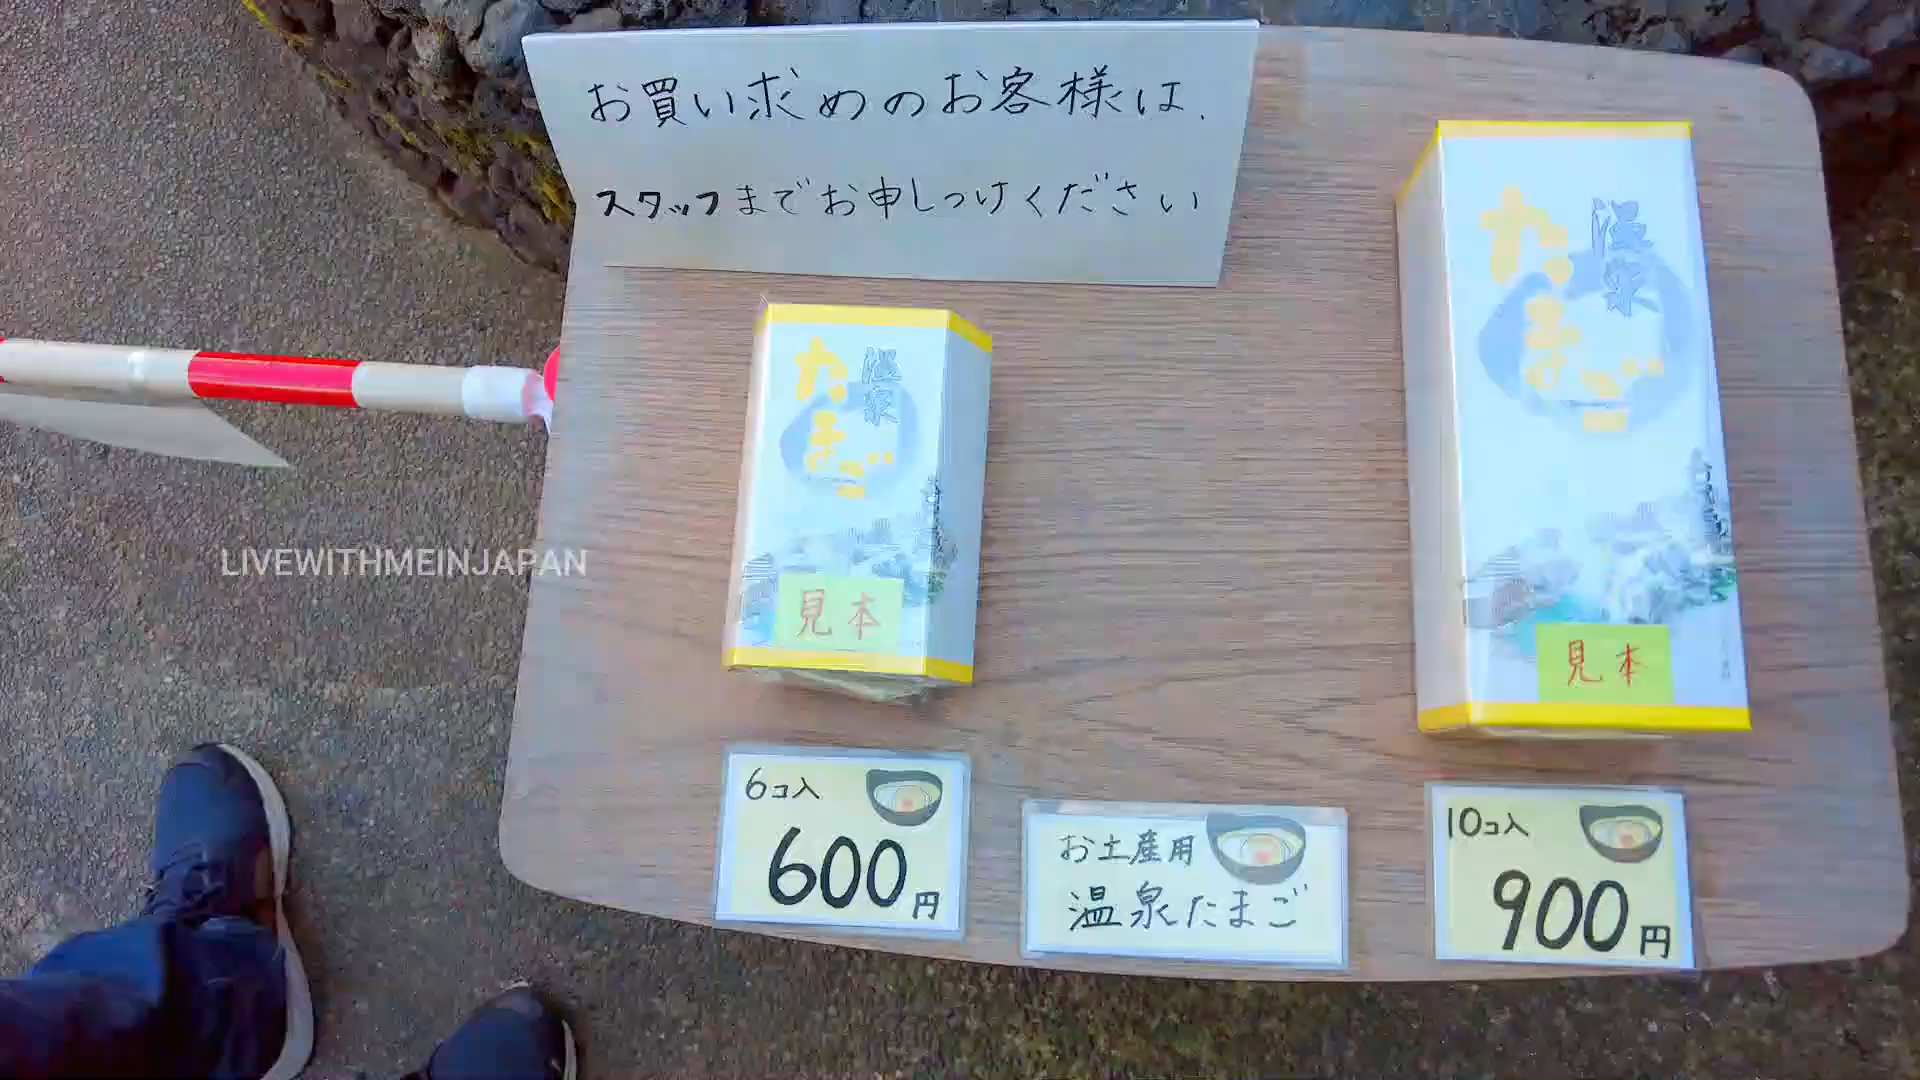 お買い求めのお客様は、
スタッフまでお申しつけください
温泉
たまご
見本
温泉
たまご
見本
LIVEWITHMEINJAPAN
6コ入
600円
お土産用
温泉たまご
10コ入
900円